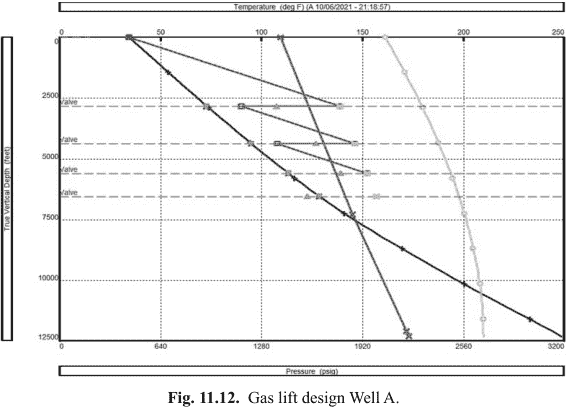 Temperature (deg F) (A 10/06/2021 - 21:18:57)
0 50 100 150 200 250
0
2500
5000
7500
10000
12500
True Vertical Depth (feet)
Valve
Valve
Valve
Valve
0 640 1280 1920 2560 3200
Pressure (psig)
Fig. 11.12. Gas lift design Well A.